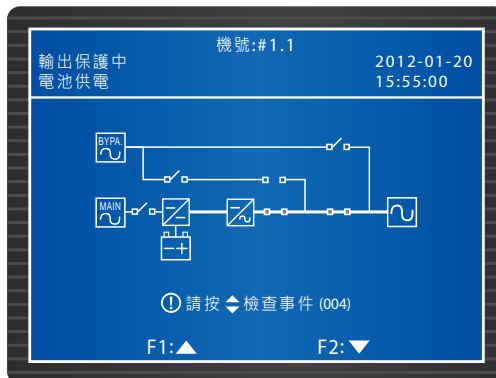 機號:#1.1
輸出保護中
電池供電
2012-01-20
15:55:00
BYPA.
MAIN
請按 檢查事件 (004)
F1:▲ F2:▼